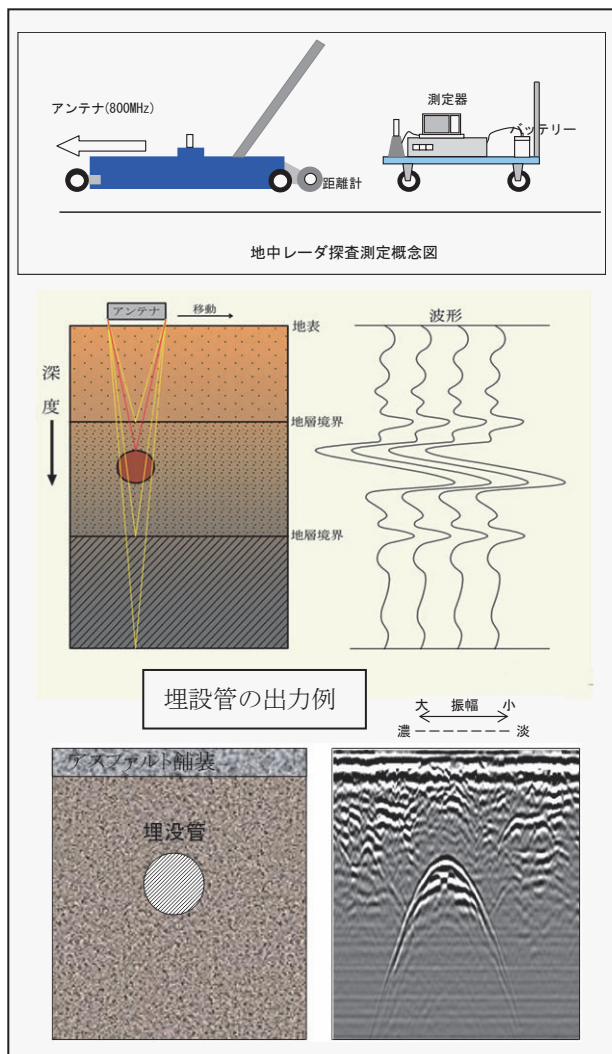 アンテナ(800MHz)
測定器
バッテリー
距離計
地中レーダ探査測定概念図
アンテナ
移動
地表
波形
深度
地層境界
地層境界
埋設管の出力例
大 振幅 小
濃 ------- 淡
アスファルト舗装
埋没管